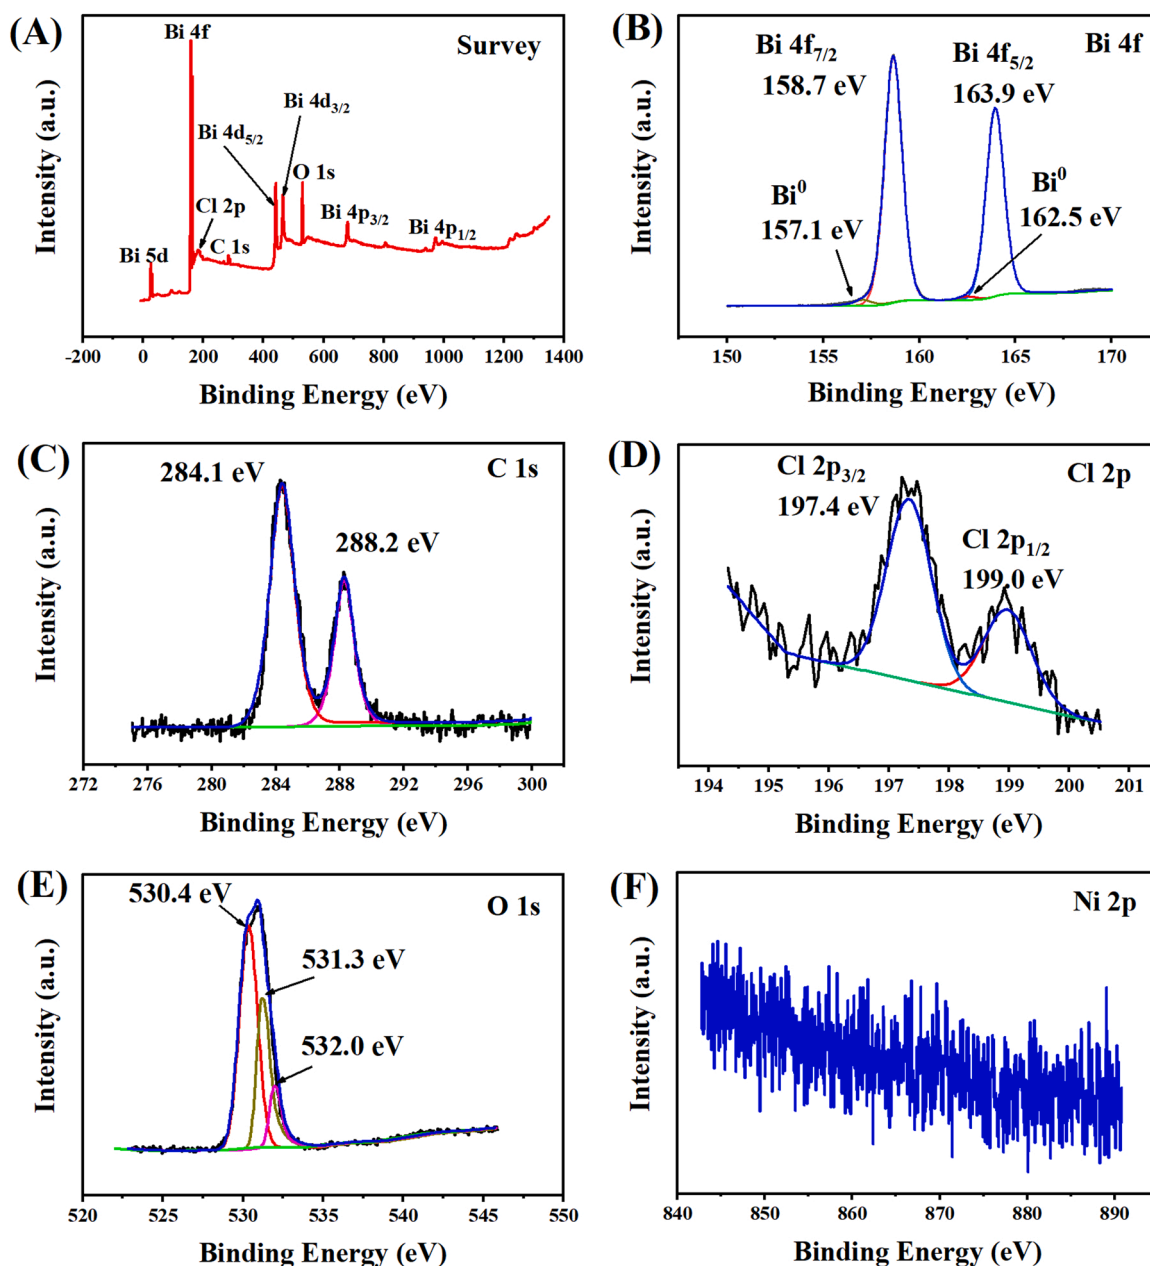 (A)
Survey
Bi 4f
Bi 4d3/2
Bi 4d5/2
O 1s
Cl 2p
Bi 4p3/2
Bi 4p1/2
C 1s
Bi 5d
Intensity (a.u.)
-200 0 200 400 600 800 1000 1200 1400
Binding Energy (eV)
(B)
Bi 4f
Bi 4f7/2
158.7 eV
Bi 4f5/2
163.9 eV
Bi0
157.1 eV
Bi0
162.5 eV
Intensity (a.u.)
150 155 160 165 170
Binding Energy (eV)
(C)
C 1s
284.1 eV
288.2 eV
Intensity (a.u.)
272 276 280 284 288 292 296 300
Binding Energy (eV)
(D)
Cl 2p
Cl 2p3/2
197.4 eV
Cl 2p1/2
199.0 eV
Intensity (a.u.)
194 195 196 197 198 199 200 201
Binding Energy (eV)
(E)
O 1s
530.4 eV
531.3 eV
532.0 eV
Intensity (a.u.)
520 525 530 535 540 545 550
Binding Energy (eV)
(F)
Ni 2p
Intensity (a.u.)
840 850 860 870 880 890
Binding Energy (eV)